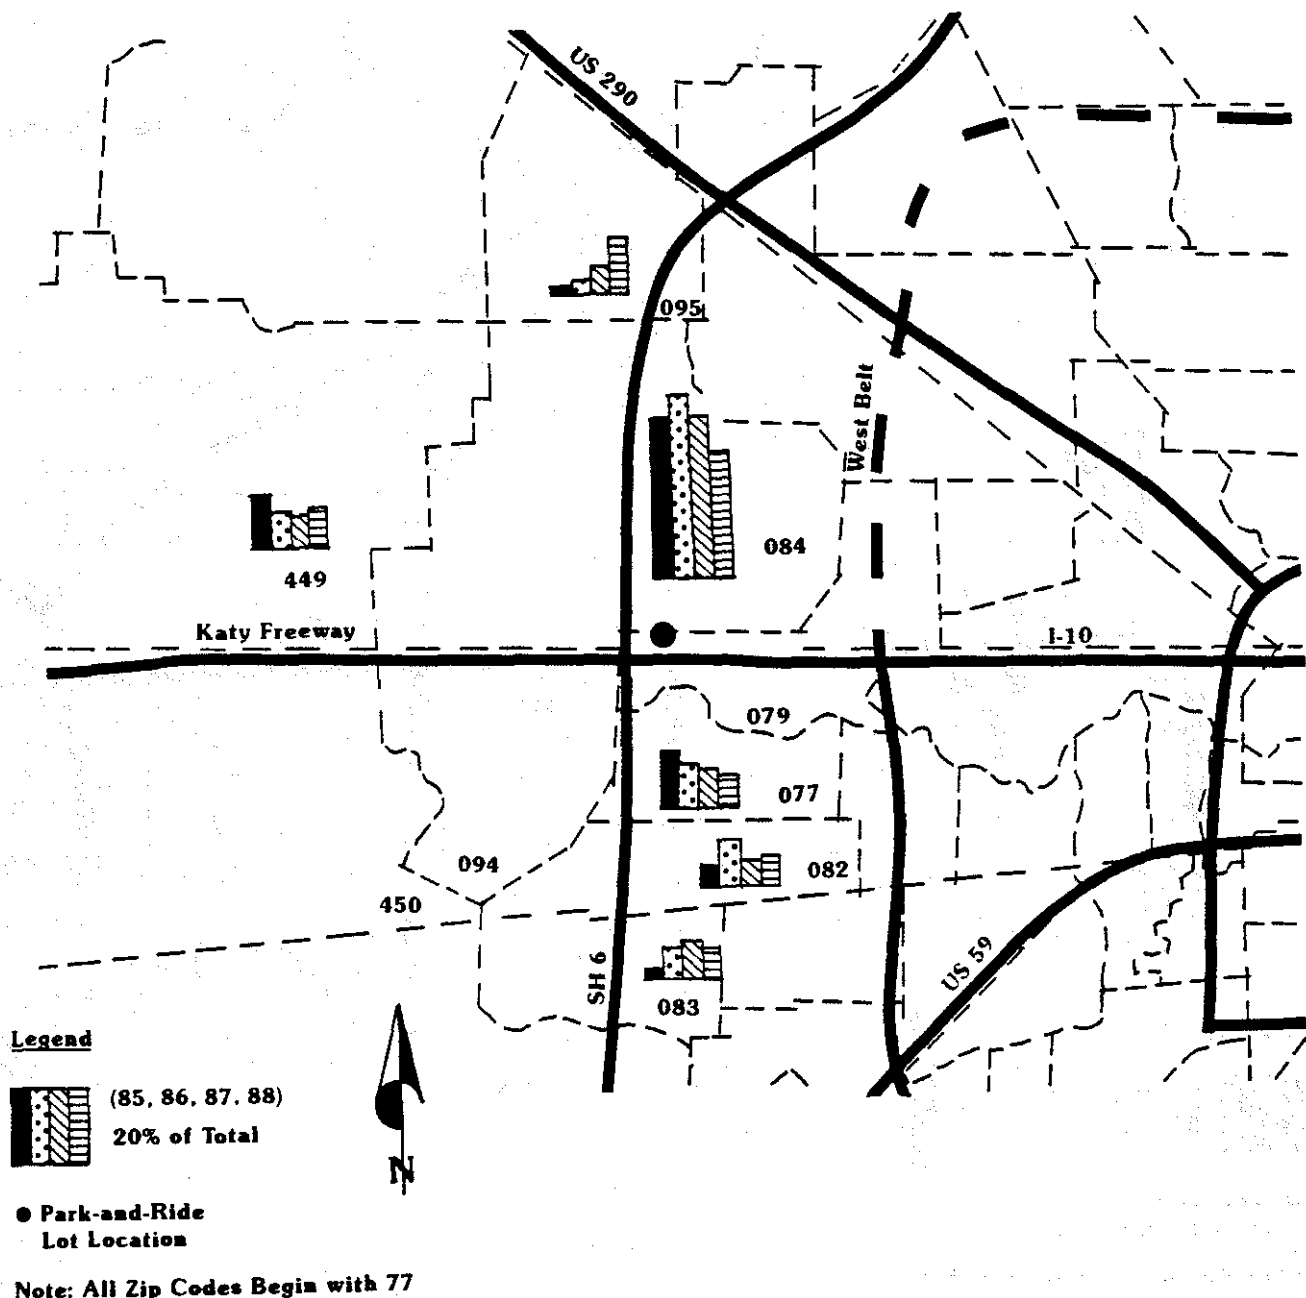 US 290
095
West Belt
084
449
Katy Freeway
I-10
079
077
094
082
450
SH 6
US 59
083
Legend
(85, 86, 87, 88)
20% of Total
N
Park-and-Ride
Lot Location
Note: All Zip Codes Begin with 77